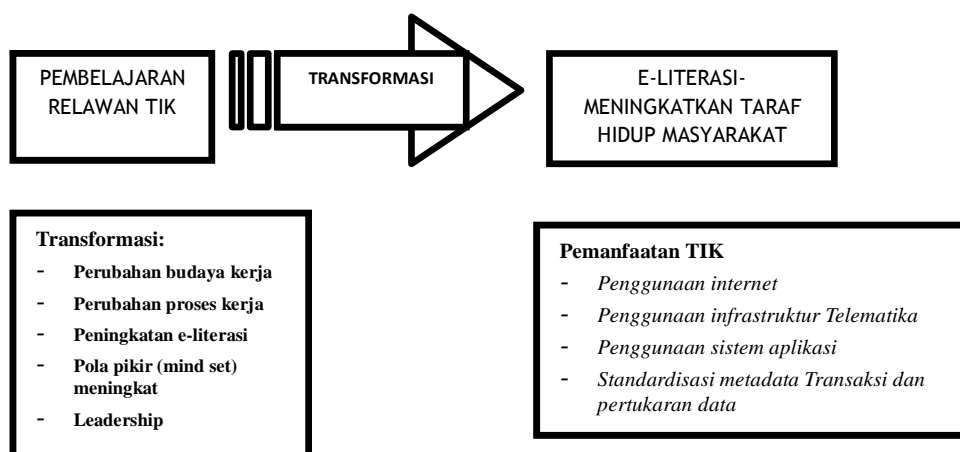 PEMBELAJARAN
RELAWAN TIK
TRANSFORMASI
E-LITERASI-
MENINGKATKAN TARAF
HIDUP MASYARAKAT
Transformasi:
- Perubahan budaya kerja
- Perubahan proses kerja
- Peningkatan e-literasi
- Pola pikir (mind set)
meningkat
- Leadership
Pemanfaatan TIK
- Penggunaan internet
- Penggunaan infrastruktur Telematika
- Penggunaan sistem aplikasi
- Standardisasi metadata Transaksi dan
pertukaran data